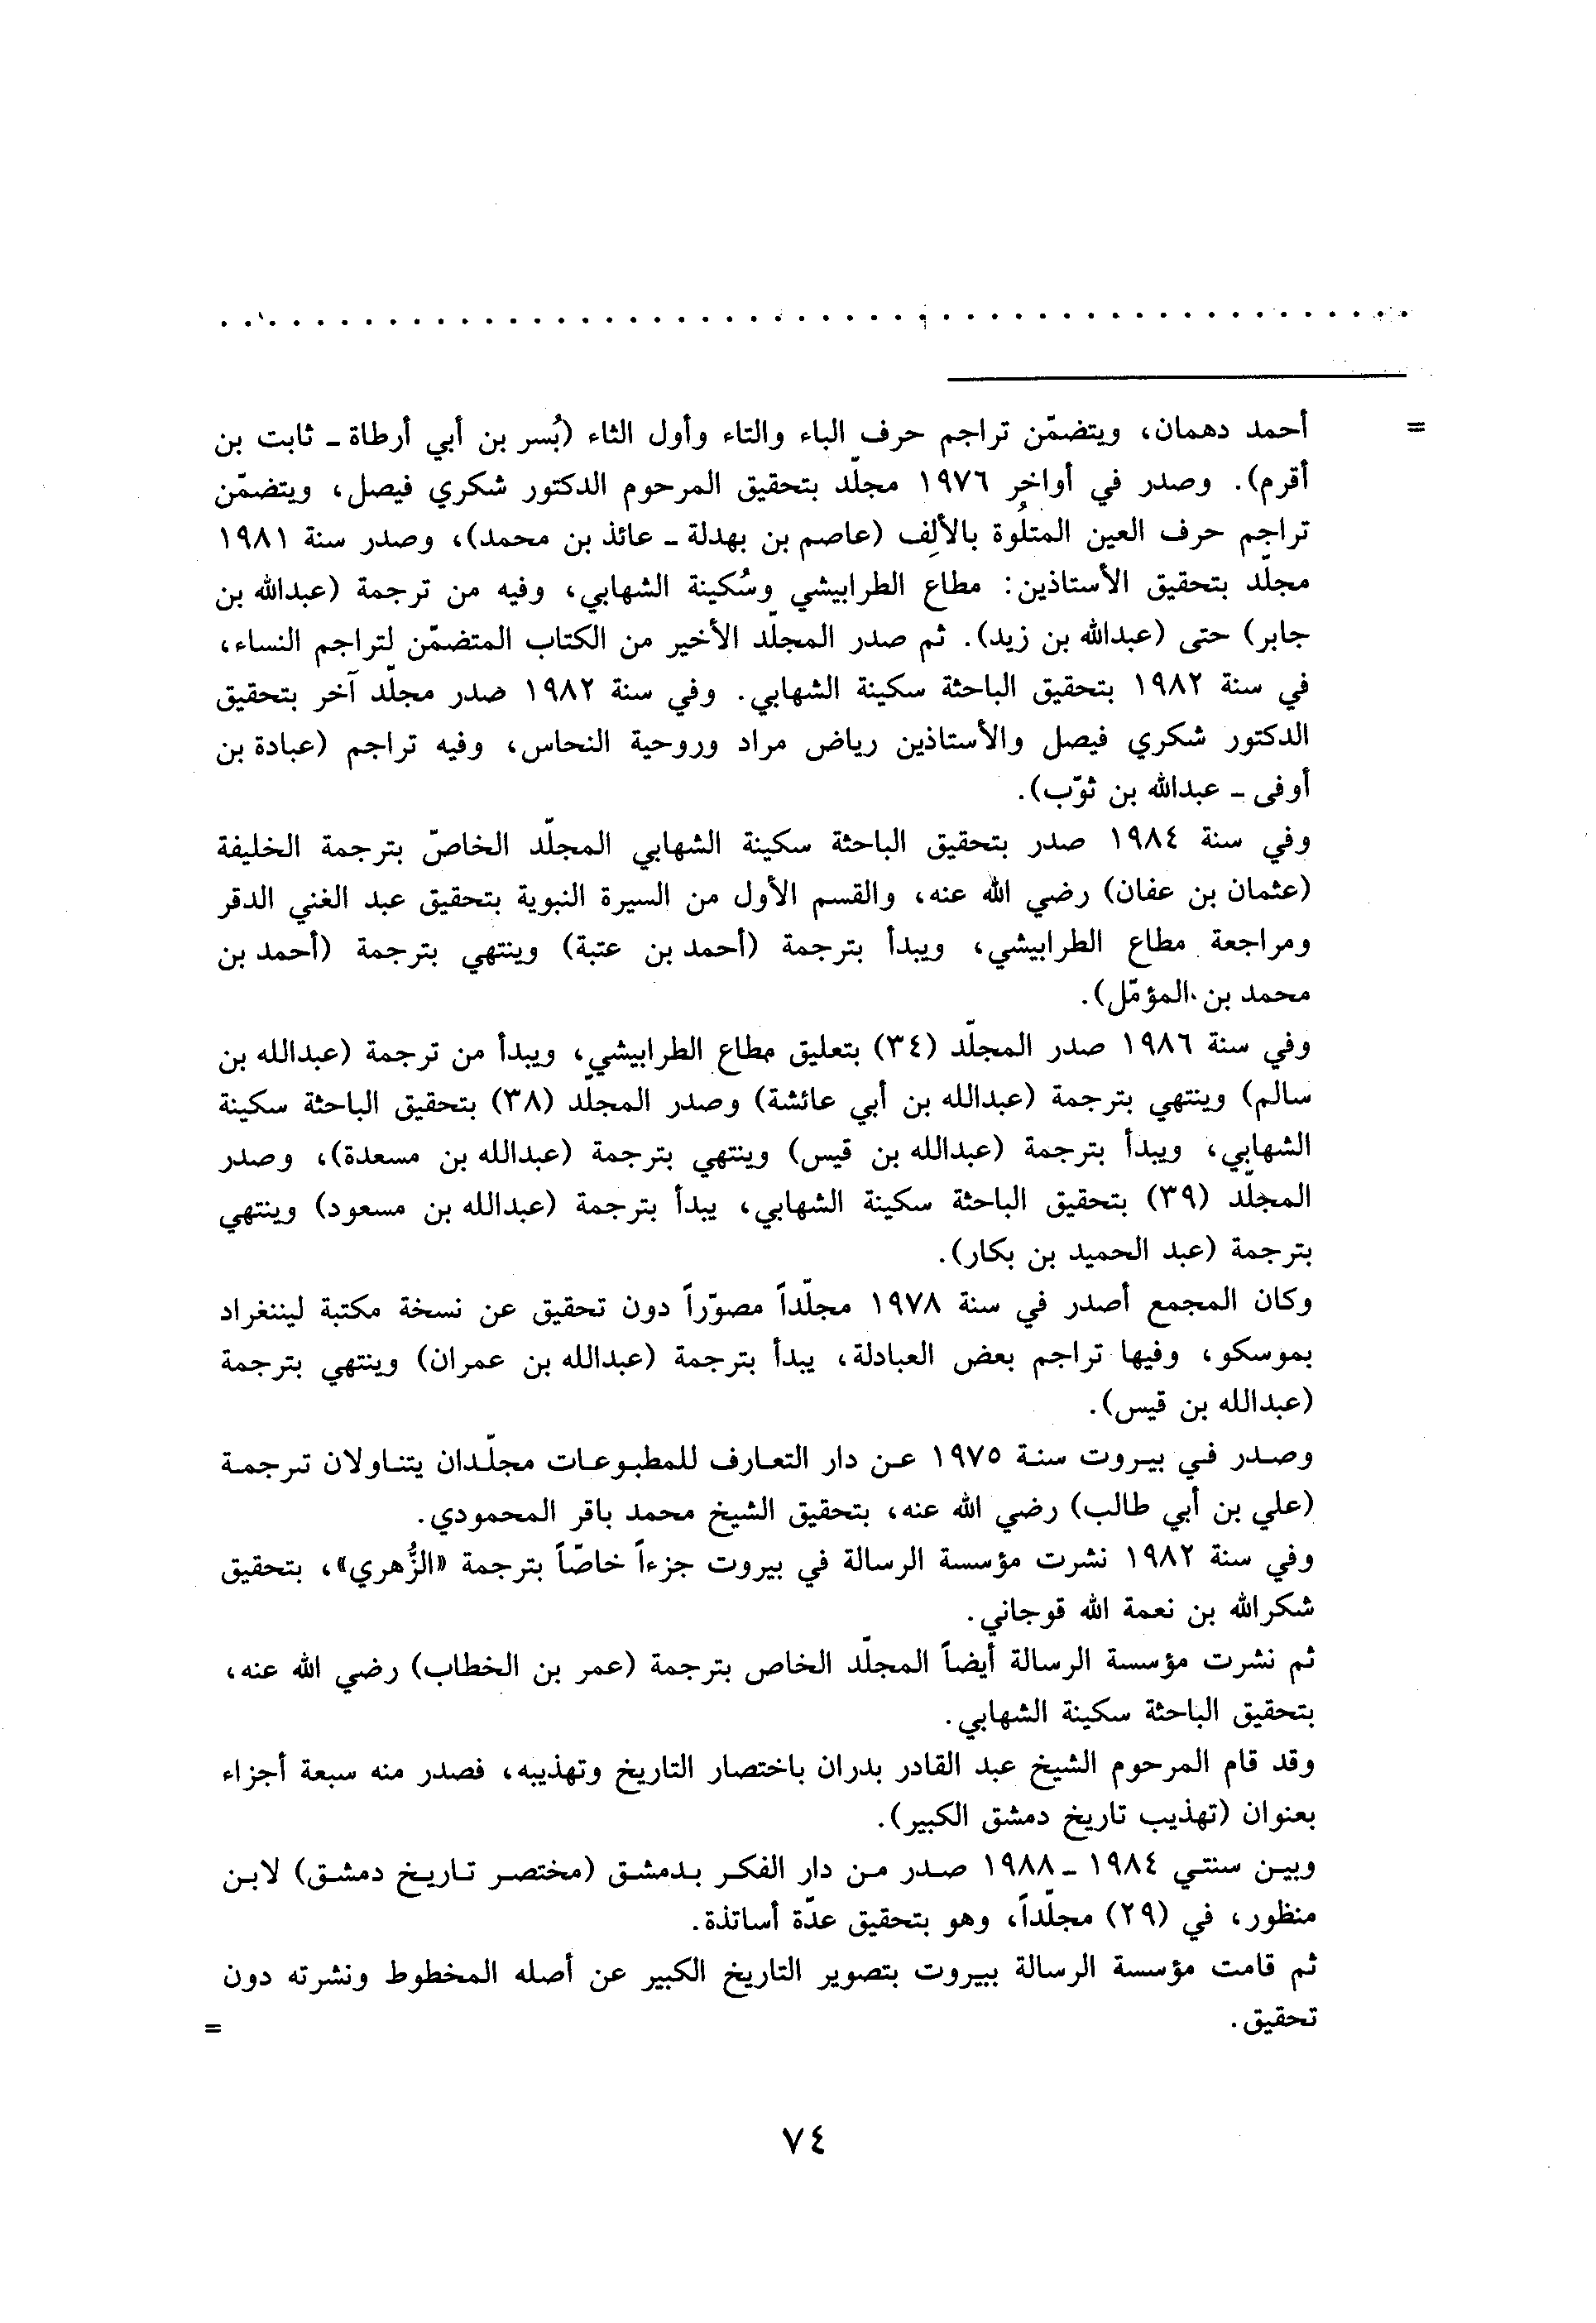 . . . . . . . . . . . . . . . . . . . . . . . . . . . . . . . . . . . . . . . . . . . . . . . . . .
= أحمد دهمان، ويتضمّن تراجم حرف الباء والتاء وأول الثاء (بُسر بن أبي أرطاة ـ ثابت بن
أقرم). وصدر في أواخر ١٩٧٦ مجلّد بتحقيق المرحوم الدكتور شكري فيصل، ويتضمّن
تراجم حرف العين المتلُوة بالألِف (عاصم بن بهدلة ـ عائذ بن محمد)، وصدر سنة ١٩٨١
مجلّد بتحقيق الأستاذين: مطاع الطرابيشي وسُكينة الشهابي، وفيه من ترجمة (عبدالله بن
جابر) حتى (عبدالله بن زيد). ثم صدر المجلّد الأخير من الكتاب المتضمّن لتراجم النساء،
في سنة ١٩٨٢ بتحقيق الباحثة سكينة الشهابي. وفي سنة ١٩٨٢ صدر مجلّد آخر بتحقيق
الدكتور شكري فيصل والأستاذين رياض مراد وروحية النحاس، وفيه تراجم (عبادة بن
أوفى ـ عبدالله بن ثوّب).
وفي سنة ١٩٨٤ صدر بتحقيق الباحثة سكينة الشهابي المجلّد الخاصّ بترجمة الخليفة
(عثمان بن عفان) رضي الله عنه، والقسم الأول من السيرة النبوية بتحقيق عبد الغني الدقر
ومراجعة مطاع الطرابيشي، ويبدأ بترجمة (أحمد بن عتبة) وينتهي بترجمة (أحمد بن
محمد بن المؤمّل).
وفي سنة ١٩٨٦ صدر المجلّد (٣٤) بتعليق مطاع الطرابيشي، ويبدأ من ترجمة (عبدالله بن
سالم) وينتهي بترجمة (عبدالله بن أبي عائشة) وصدر المجلّد (٣٨) بتحقيق الباحثة سكينة
الشهابي، ويبدأ بترجمة (عبدالله بن قيس) وينتهي بترجمة (عبدالله بن مسعدة)، وصدر
المجلّد (٣٩) بتحقيق الباحثة سكينة الشهابي، يبدأ بترجمة (عبدالله بن مسعود) وينتهي
بترجمة (عبد الحميد بن بكار).
وكان المجمع أصدر في سنة ١٩٧٨ مجلّداً مصوّراً دون تحقيق عن نسخة مكتبة ليننغراد
بموسكو، وفيها تراجم بعض العبادلة، يبدأ بترجمة (عبدالله بن عمران) وينتهي بترجمة
(عبدالله بن قيس).
وصدر في بيروت سنة ١٩٧٥ عن دار التعارف للمطبوعات مجلّدان يتناولان ترجمة
(علي بن أبي طالب) رضي الله عنه، بتحقيق الشيخ محمد باقر المحمودي.
وفي سنة ١٩٨٢ نشرت مؤسسة الرسالة في بيروت جزءاً خاصّاً بترجمة «الزُّهري»، بتحقيق
شكرالله بن نعمة الله قوجاني.
ثم نشرت مؤسسة الرسالة أيضاً المجلّد الخاص بترجمة (عمر بن الخطاب) رضي الله عنه،
بتحقيق الباحثة سكينة الشهابي.
وقد قام المرحوم الشيخ عبد القادر بدران باختصار التاريخ وتهذيبه، فصدر منه سبعة أجزاء
بعنوان (تهذيب تاريخ دمشق الكبير).
وبين سنتي ١٩٨٤ ـ ١٩٨٨ صدر من دار الفكر بدمشق (مختصر تاريخ دمشق) لابن
منظور، في (٢٩) مجلّداً، وهو بتحقيق عدّة أساتذة.
ثم قامت مؤسسة الرسالة ببيروت بتصوير التاريخ الكبير عن أصله المخطوط ونشرته دون
تحقيق. =
٧٤